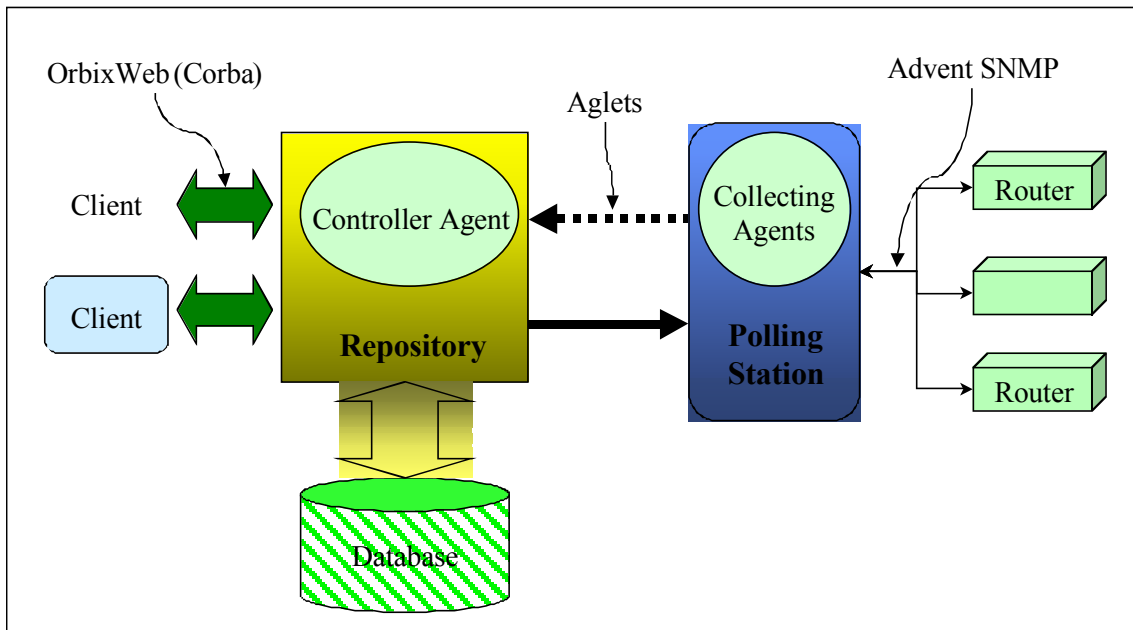 OrbixWeb (Corba)
Advent SNMP
Aglets
Client
Controller Agent
Collecting
Agents
Router
Client
Repository
Polling
Station
Router
Database